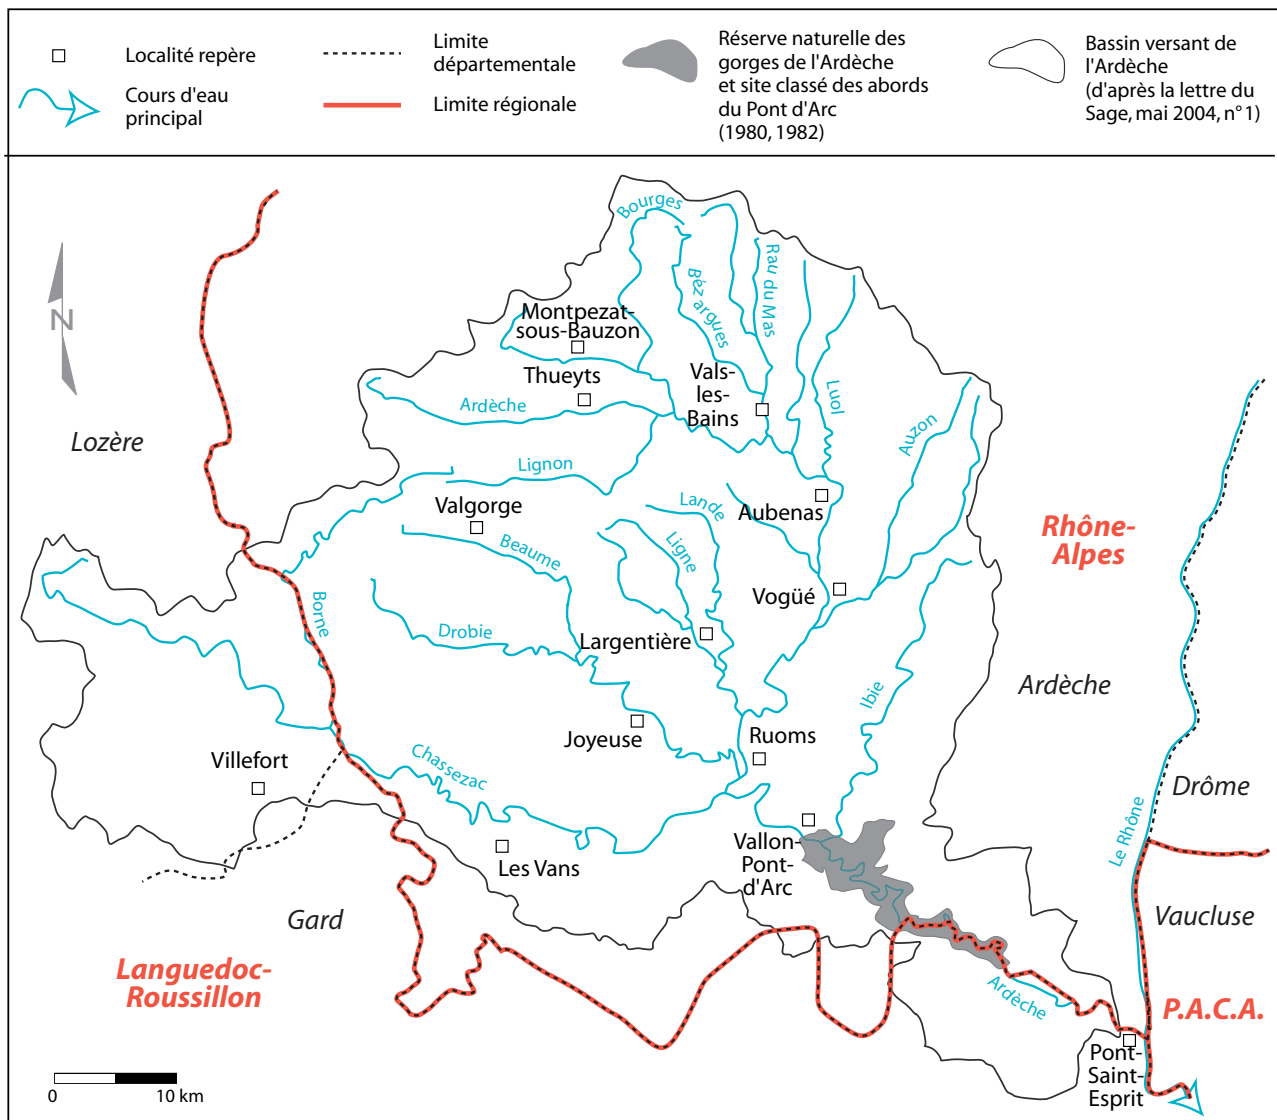 Localité repère
Cours d'eau
principal
Limite
départementale
Limite régionale
Réserve naturelle des
gorges de l'Ardèche
et site classé des abords
du Pont d'Arc
(1980, 1982)
Bassin versant de
l'Ardèche
(d'après la lettre du
Sage, mai 2004, n°1)
N
Bourges
Béz argues
Rau du Mas
Montpezat-
sous-Bauzon
Thueyts
Vals-
les-
Bains
Ardèche
Luol
Auzon
Lozère
Lignon
Valgorge
Lande
Aubenas
Beaume
Ligne
Rhône-
Alpes
Borne
Vogüé
Drobie
Largentière
Ardèche
Ibie
Joyeuse
Ruoms
Chassezac
Villefort
Drôme
Le Rhône
Vallon-
Pont-
d'Arc
Les Vans
Gard
Vaucluse
Languedoc-
Roussillon
Ardèche
P.A.C.A.
Pont-
Saint-
Esprit
0
10 km